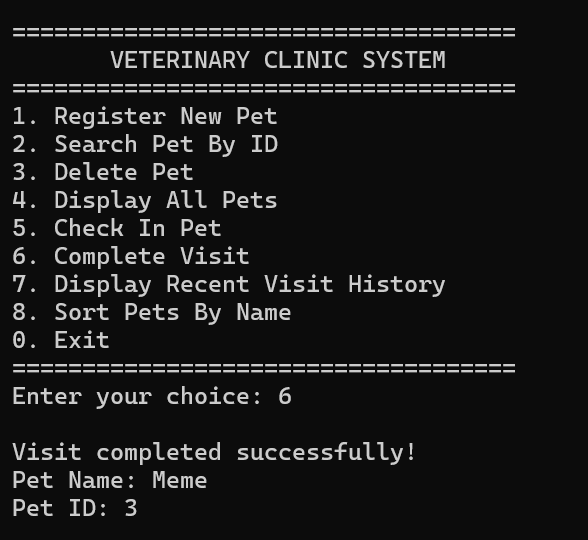 ====================================
       VETERINARY CLINIC SYSTEM
====================================
1. Register New Pet
2. Search Pet By ID
3. Delete Pet
4. Display All Pets
5. Check In Pet
6. Complete Visit
7. Display Recent Visit History
8. Sort Pets By Name
0. Exit
====================================
Enter your choice: 6

Visit completed successfully!
Pet Name: Meme
Pet ID: 3